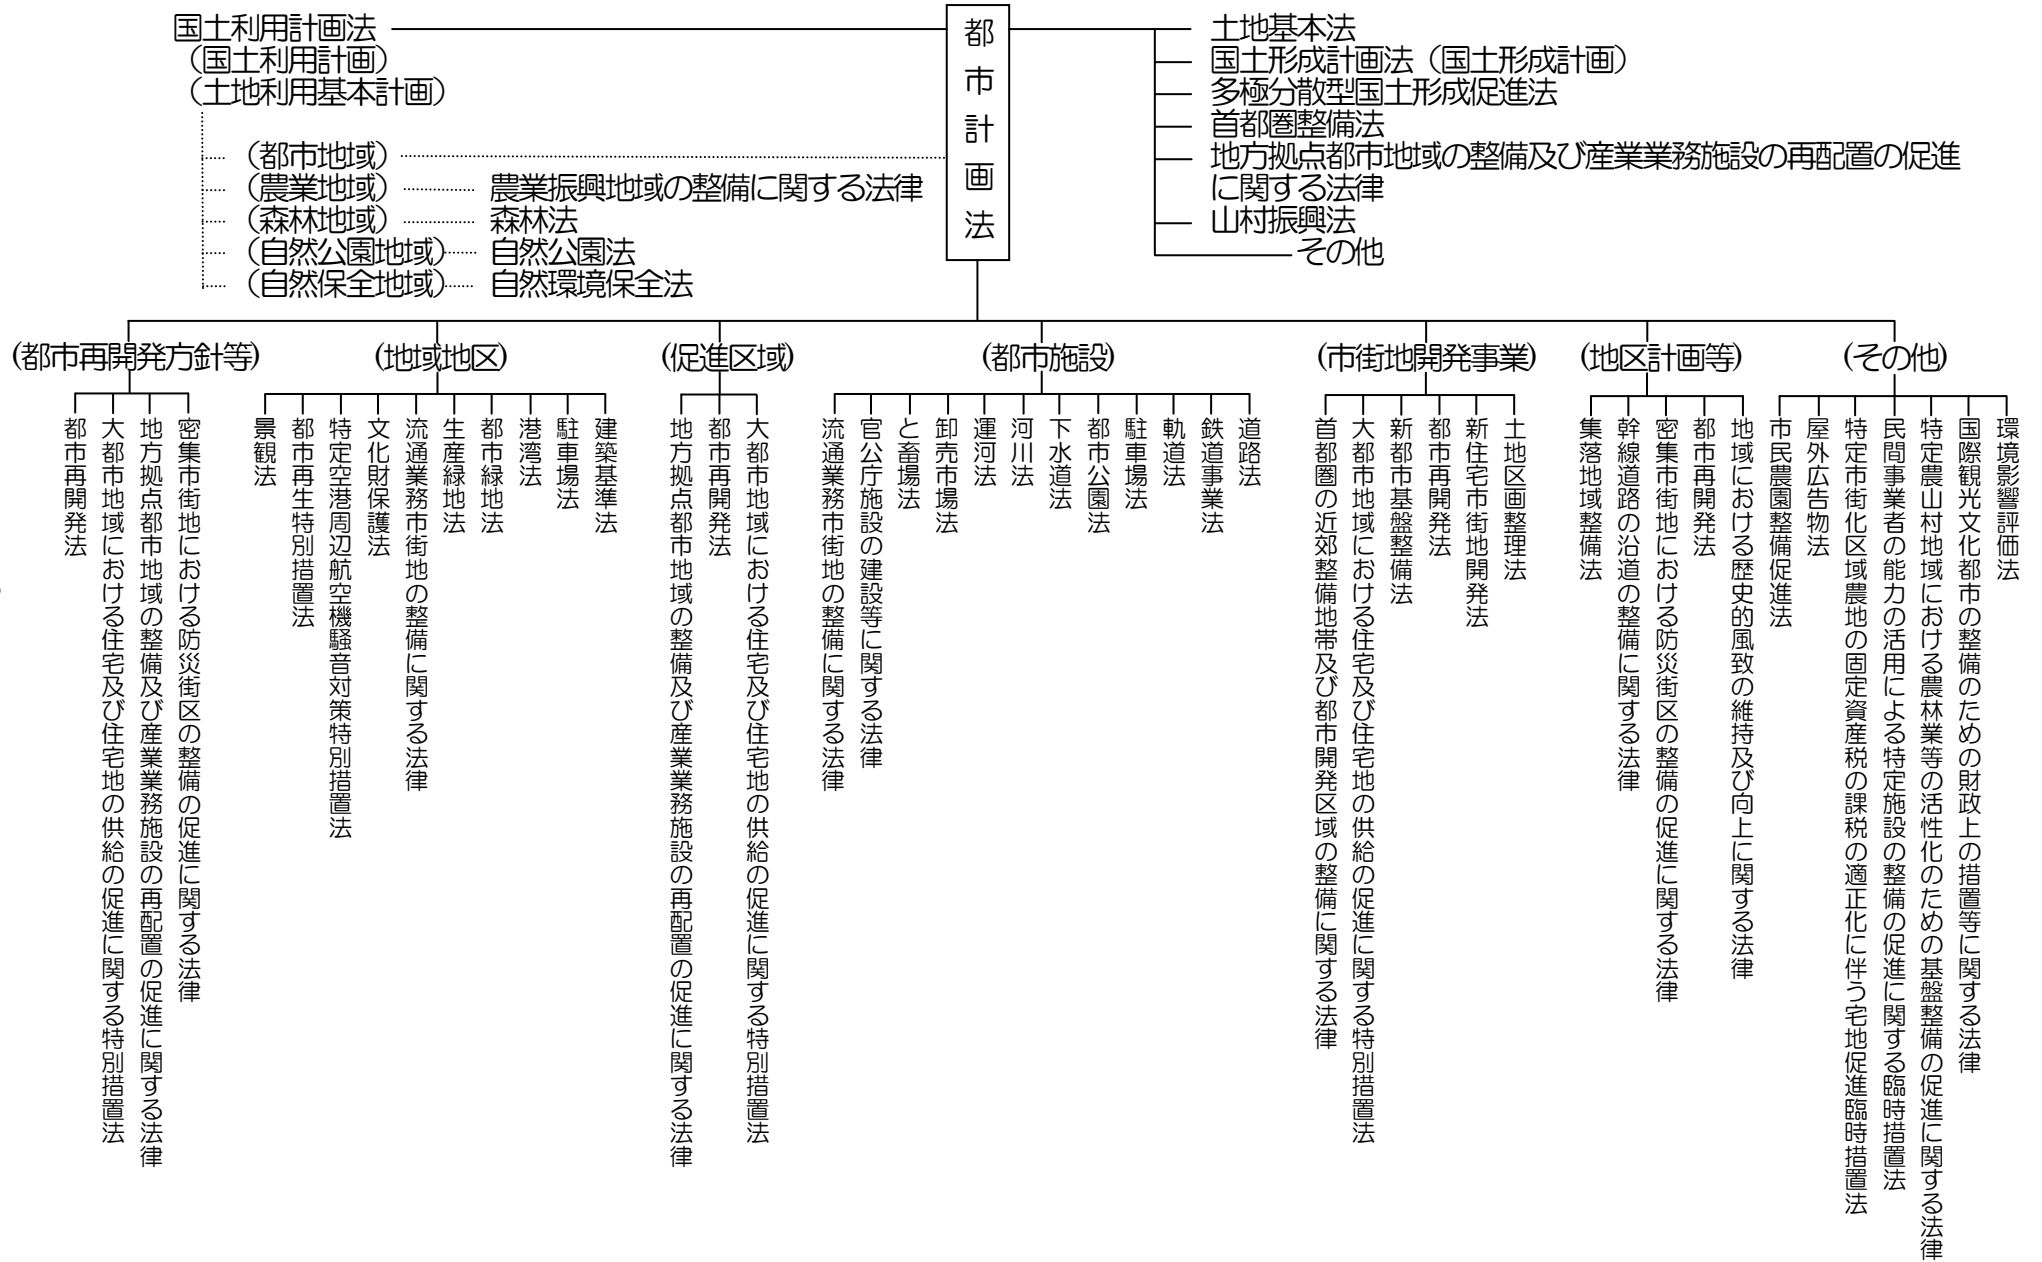 国土利用計画法
（国土利用計画）
（土地利用基本計画）
（都市地域）
（農業地域）
農業振興地域の整備に関する法律
（森林地域）
森林法
（自然公園地域）
自然公園法
（自然保全地域）
自然環境保全法
都市計画法
土地基本法
国土形成計画法（国土形成計画）
多極分散型国土形成促進法
首都圏整備法
地方拠点都市地域の整備及び産業業務施設の再配置の促進
に関する法律
山村振興法
その他
(都市再開発方針等)
都市再開発法
大都市地域における住宅及び住宅地の供給の促進に関する特別措置法
地方拠点都市地域の整備及び産業業務施設の再配置の促進に関する法律
密集市街地における防災街区の整備の促進に関する法律
(地域地区)
景観法
都市再生特別措置法
特定空港周辺航空機騒音対策特別措置法
文化財保護法
流通業務市街地の整備に関する法律
生産緑地法
都市緑地法
港湾法
駐車場法
建築基準法
(促進区域)
地方拠点都市地域の整備及び産業業務施設の再配置の促進に関する法律
都市再開発法
大都市地域における住宅及び住宅地の供給の促進に関する特別措置法
(都市施設)
流通業務市街地の整備に関する法律
官公庁施設の建設等に関する法律
と畜場法
卸売市場法
運河法
河川法
下水道法
都市公園法
駐車場法
軌道法
鉄道事業法
道路法
(市街地開発事業)
首都圏の近郊整備地帯及び都市開発区域の整備に関する法律
大都市地域における住宅及び住宅地の供給の促進に関する特別措置法
新都市基盤整備法
都市再開発法
新住宅市街地開発法
土地区画整理法
(地区計画等)
集落地域整備法
幹線道路の沿道の整備に関する法律
密集市街地における防災街区の整備の促進に関する法律
都市再開発法
地域における歴史的風致の維持及び向上に関する法律
(その他)
市民農園整備促進法
屋外広告物法
特定市街化区域農地の固定資産税の課税の適正化に伴う宅地促進臨時措置法
民間事業者の能力の活用による特定施設の整備の促進に関する臨時措置法
特定農山村地域における農林業等の活性化のための基盤整備の促進に関する法律
国際観光文化都市の整備のための財政上の措置等に関する法律
環境影響評価法